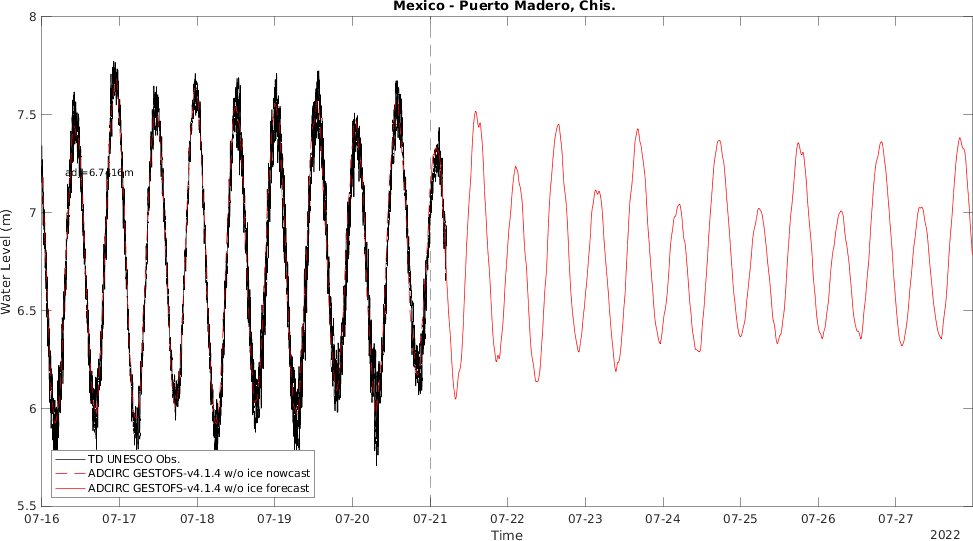 Mexico - Puerto Madero, Chis.
8
7.5
7
6.5
6
5.5
Water Level (m)
adj=6.7416m
TD UNESCO Obs.
ADCIRC GESTOFS-v4.1.4 w/o ice nowcast
ADCIRC GESTOFS-v4.1.4 w/o ice forecast
07-16 07-17 07-18 07-19 07-20 07-21 07-22 07-23 07-24 07-25 07-26 07-27
Time
2022